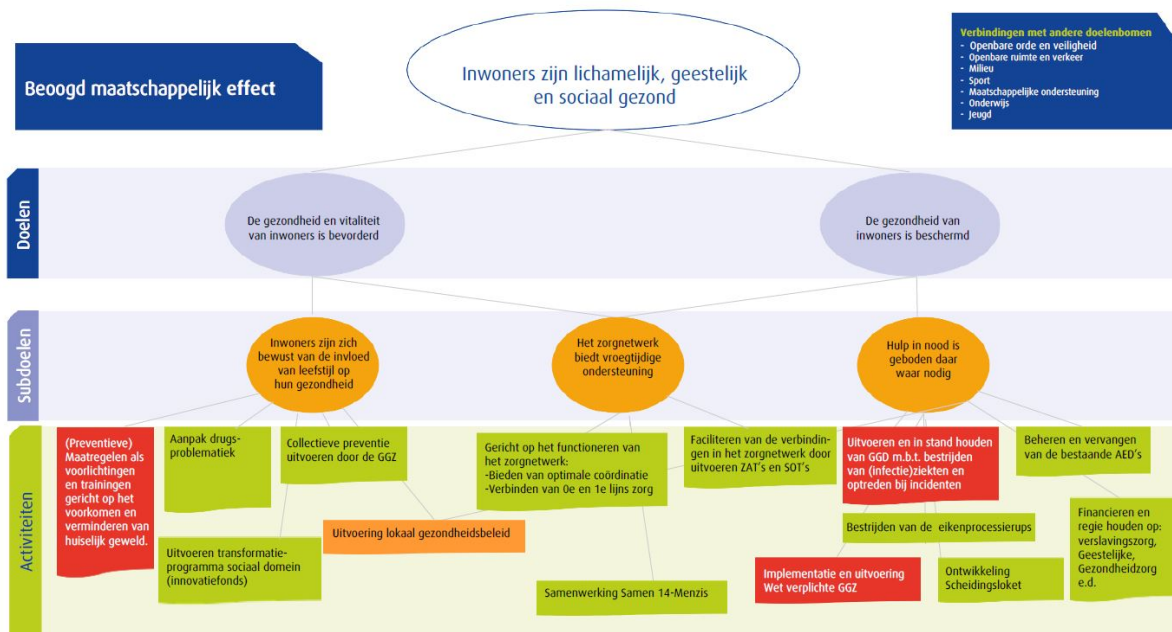 Beoogd maatschappelijk effect
Inwoners zijn lichamelijk, geestelijk
en sociaal gezond
Verbindingen met andere doelenbomen
- Openbare orde en veiligheid
- Openbare ruimte en verkeer
- Milieu
- Sport
- Maatschappelijke ondersteuning
- Onderwijs
- Jeugd
Doelen
De gezondheid en vitaliteit
van inwoners is bevorderd
De gezondheid van
inwoners is beschermd
Subdoelen
Inwoners zijn zich
bewust van de invloed
van leefstijl op
hun gezondheid
Het zorgnetwerk
biedt vroegtijdige
ondersteuning
Hulp in nood is
geboden daar
waar nodig
Activiteiten
(Preventieve)
Maatregelen als
voorlichtingen
en trainingen
gericht op het
voorkomen en
verminderen van
huiselijk geweld.
Aanpak drugs-
problematiek
Collectieve preventie
uitvoeren door de GGZ
Gericht op het functioneren van
het zorgnetwerk:
-Bieden van optimale coördinatie
-Verbinden van 0e en 1e lijns zorg
Faciliteren van de verbindin-
gen in het zorgnetwerk door
uitvoeren ZAT's en SOT's
Uitvoeren en in stand houden
van GGD m.b.t. bestrijden
van (infectie)ziekten en
optreden bij incidenten
Beheren en vervangen
van de bestaande AED's
Uitvoering lokaal gezondheidsbeleid
Bestrijden van de eikenprocessierups
Financieren en
regie houden op:
verslavingszorg,
Geestelijke,
Gezondheidzorg
e.d.
Uitvoeren transformatie-
programma sociaal domein
(innovatiefonds)
Samenwerking Samen 14-Menzis
Implementatie en uitvoering
Wet verplichte GGZ
Ontwikkeling
Scheidingsloket